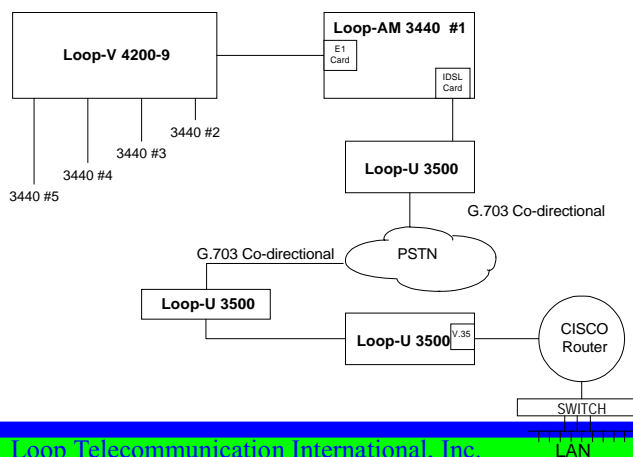 Loop-V 4200-9
Loop-AM 3440 #1
E1
Card
IDSL
Card
3440 #2
3440 #3
3440 #4
3440 #5
Loop-U 3500
G.703 Co-directional
G.703 Co-directional
PSTN
Loop-U 3500
Loop-U 3500
V.35
CISCO
Router
SWITCH
LAN
Loop Telecommunication International, Inc.